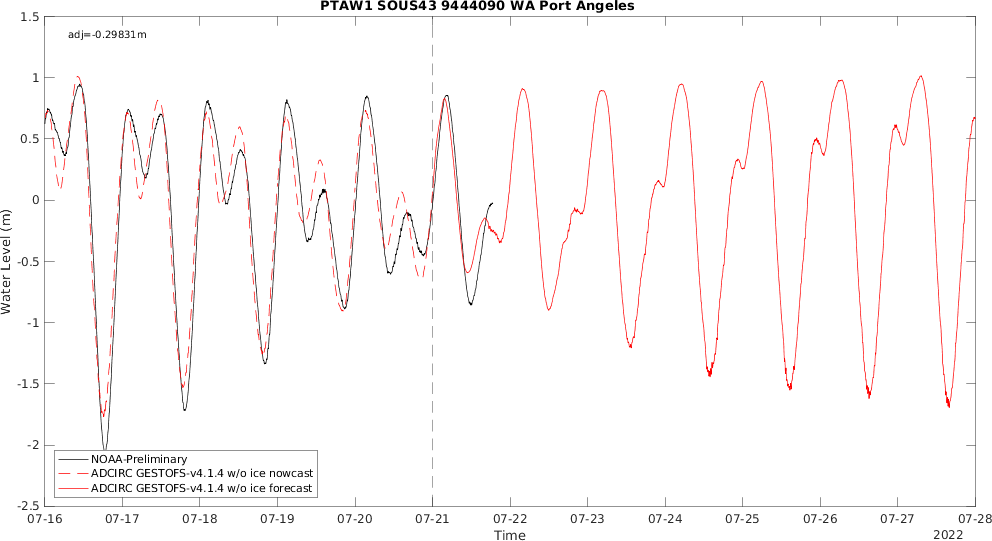 PTAW1 SOUS43 9444090 WA Port Angeles
1.5
adj=-0.29831m
1
0.5
0
-0.5
-1
-1.5
-2
-2.5
Water Level (m)
NOAA-Preliminary
ADCIRC GESTOFS-v4.1.4 w/o ice nowcast
ADCIRC GESTOFS-v4.1.4 w/o ice forecast
07-16 07-17 07-18 07-19 07-20 07-21 07-22 07-23 07-24 07-25 07-26 07-27 07-28
Time
2022